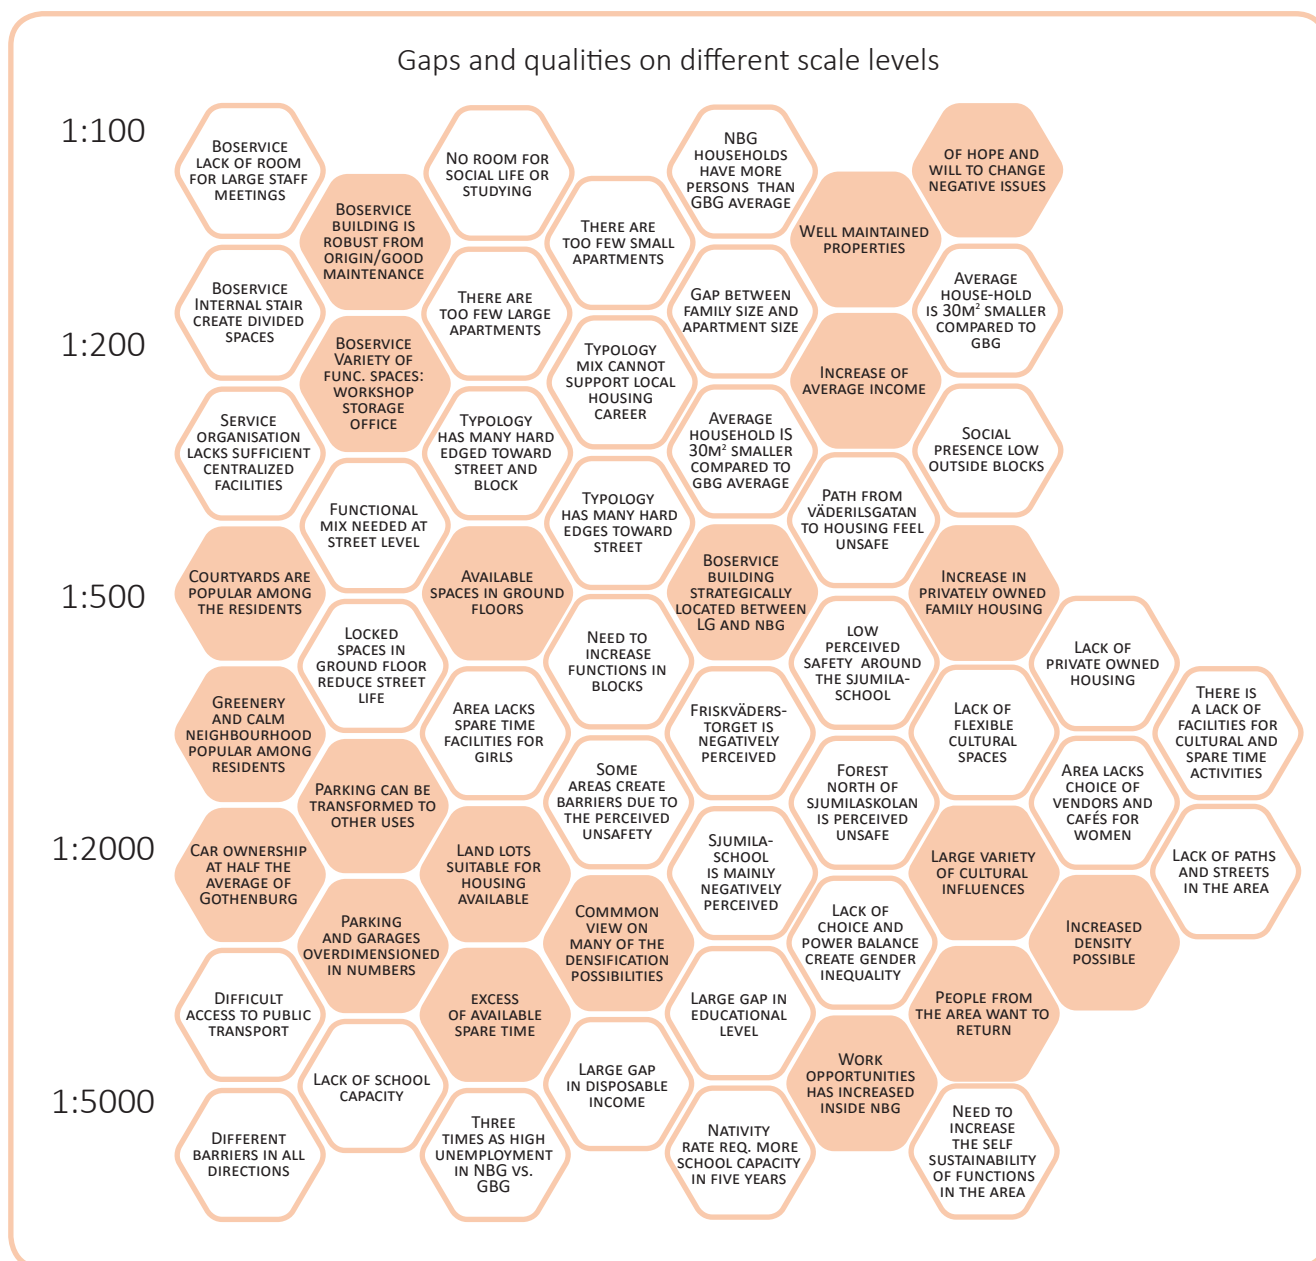 Gaps and qualities on different scale levels
1:100
1:200
1:500
1:2000
1:5000
Boservice
lack of room
for large staff
meetings
Boservice
Internal stair
create divided
spaces
Service
organisation
lacks sufficient
centralized
facilities
Courtyards are
popular among
the residents
Greenery
and calm
neighbourhood
popular among
residents
Car ownership
at half the
average of
Gothenburg
Difficult
access to public
transport
Different
barriers in all
directions
Boservice
building is
robust from
origin/good
maintenance
Boservice
Variety of
func. spaces:
workshop
storage
office
Functional
mix needed at
street level
Locked
spaces in
ground floor
reduce street
life
Parking can be
transformed to
other uses
Parking
and garages
overdimensioned
in numbers
Lack of school
capacity
No room for
social life or
studying
There are
too few large
apartments
Typology
has many hard
edged toward
street and
block
Available
spaces in ground
floors
Area lacks
spare time
facilities for
girls
Land lots
suitable for
housing
available
excess
of available
spare time
Three
times as high
unemployment
in NBG vs.
GBG
There are
too few small
apartments
Typology
mix cannot
support local
housing
career
Typology
has many hard
edges toward
street
Need to
increase
functions in
blocks
Some
areas create
barriers due to
the perceived
unsafety
Commmon
view on
many of the
densification
possibilities
Large gap
in disposable
income
NBG
households
have more
persons than
GBG average
Gap between
family size and
apartment size
Average
household is
30m² smaller
compared to
gbg average
Boservice
building
strategically
located between
LG and nbg
Friskväders-
torget is
negatively
perceived
Sjumila-
school
is mainly
negatively
perceived
Large gap in
educational
level
Nativity
rate req. more
school capacity
in five years
Well maintained
properties
Increase of
average income
Path from
Väderilsgatan
to housing feel
unsafe
low
perceived
safety around
the sjumila-
school
Forest
north of
Sjumilaskolan
is perceived
unsafe
Lack of
choice and
power balance
create gender
inequality
Work
opportunities
has increased
inside nbg
of hope and
will to change
negative issues
Average
house-hold
is 30m² smaller
compared to
GBG
Social
presence low
outside blocks
Increase in
privately owned
family housing
Lack of
flexible
cultural
spaces
Large variety
of cultural
influences
People from
the area want to
return
Need to
increase
the self
sustainability
of functions
in the area
Lack of
private owned
housing
Area lacks
choice of
vendors and
cafés for
women
Increased
density
possible
There is
a lack of
facilities for
cultural and
spare time
activities
Lack of paths
and streets
in the area